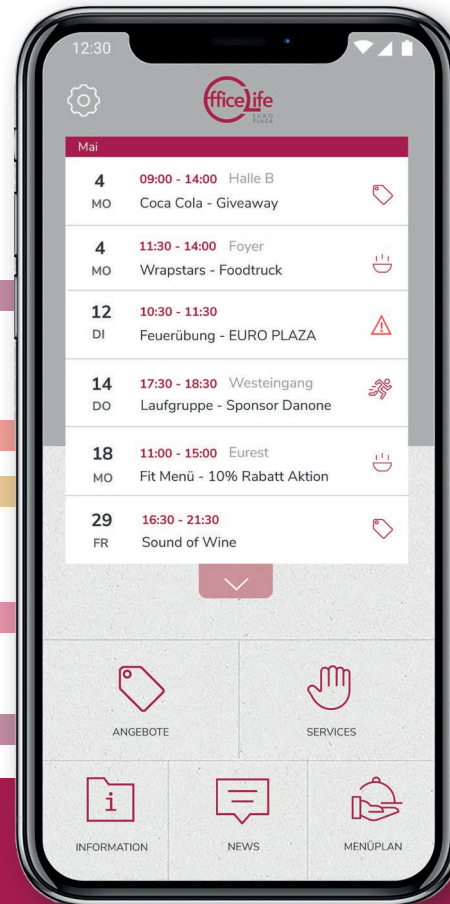 12:30
OfficeLife
EURO
PLAZA
Mai
4 09:00 - 14:00 Halle B
MO Coca Cola - Giveaway
4 11:30 - 14:00 Foyer
MO Wrapstars - Foodtruck
12 10:30 - 11:30
DI Feuerübung - EURO PLAZA
14 17:30 - 18:30 Westeingang
DO Laufgruppe - Sponsor Danone
18 11:00 - 15:00 Eurest
MO Fit Menü - 10% Rabatt Aktion
29 16:30 - 21:30
FR Sound of Wine
ANGEBOTE SERVICES
i
INFORMATION NEWS MENÜPLAN